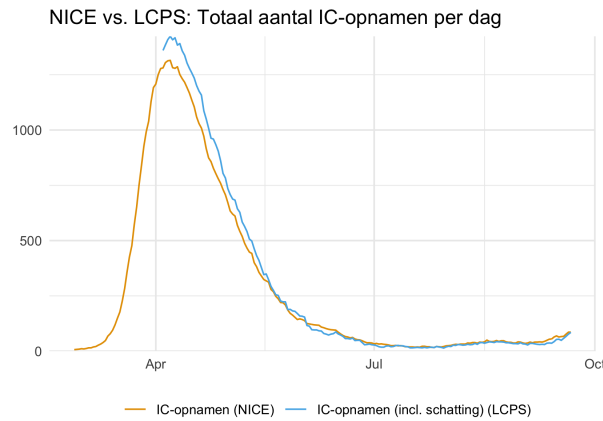 NICE vs. LCPS: Totaal aantal IC-opnamen per dag
1000
500
0
Apr Jul Oct
IC-opnamen (NICE) IC-opnamen (incl. schatting) (LCPS)